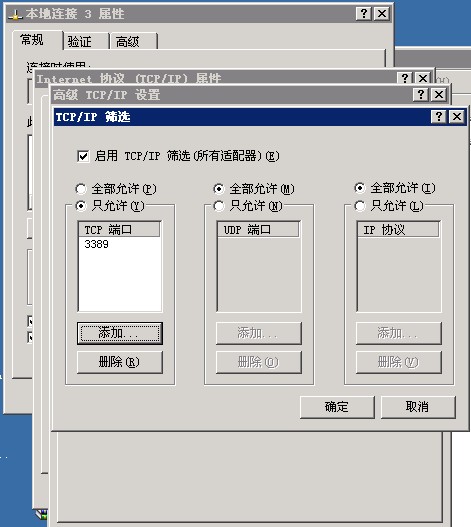 本地连接 3 属性
常规 验证 高级
连接时使用:
Internet 协议 (TCP/IP) 属性
高级 TCP/IP 设置
TCP/IP 筛选
启用 TCP/IP 筛选(所有适配器)(E)
全部允许(P) 全部允许(M) 全部允许(I)
只允许(Y) 只允许(N) 只允许(L)
TCP 端口 UDP 端口 IP 协议
3389
添加... 添加... 添加...
删除(R) 删除(O) 删除(V)
确定 取消